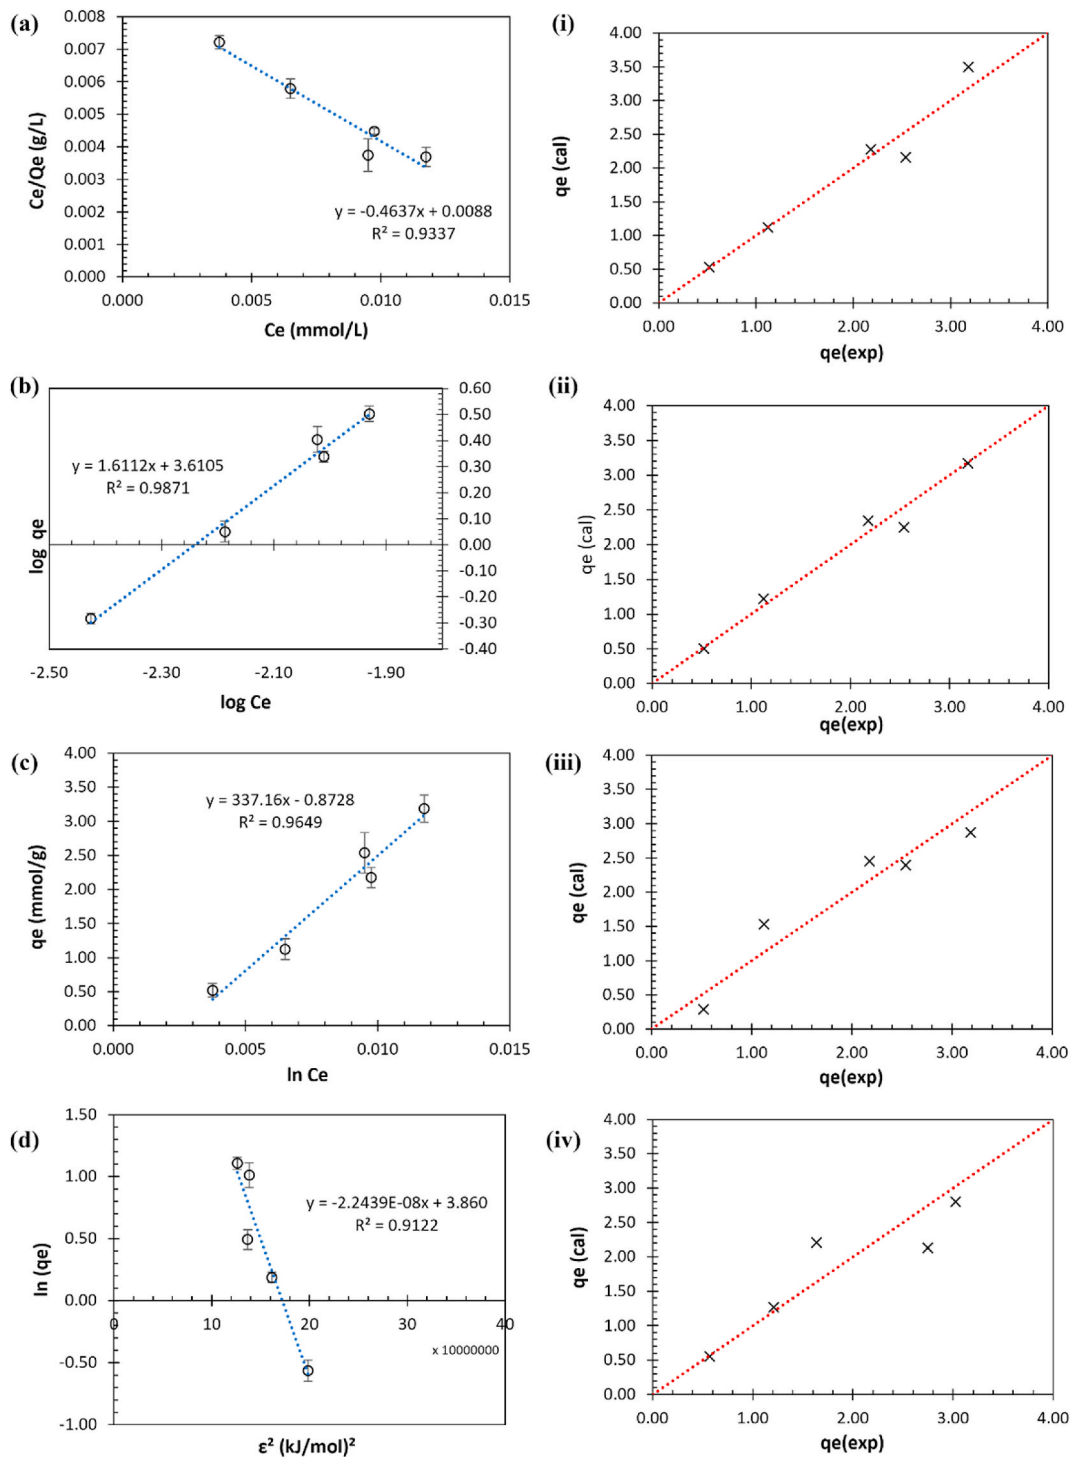 (a)
0.008
0.007
0.006
0.005
0.004
0.003
0.002
0.001
0.000
Ce/Qe (g/L)
y = -0.4637x + 0.0088
R² = 0.9337
0.000 0.005 0.010 0.015
Ce (mmol/L)
(i)
4.00
3.50
3.00
2.50
2.00
1.50
1.00
0.50
0.00
qe (cal)
0.00 1.00 2.00 3.00 4.00
qe(exp)
(b)
0.60
0.50
0.40
0.30
0.20
0.10
0.00
-0.10
-0.20
-0.30
-0.40
log qe
y = 1.6112x + 3.6105
R² = 0.9871
-2.50 -2.30 -2.10 -1.90
log Ce
(ii)
4.00
3.50
3.00
2.50
2.00
1.50
1.00
0.50
0.00
qe (cal)
0.00 1.00 2.00 3.00 4.00
qe(exp)
(c)
4.00
3.50
3.00
2.50
2.00
1.50
1.00
0.50
0.00
qe (mmol/g)
y = 337.16x - 0.8728
R² = 0.9649
0.000 0.005 0.010 0.015
ln Ce
(iii)
4.00
3.50
3.00
2.50
2.00
1.50
1.00
0.50
0.00
qe (cal)
0.00 1.00 2.00 3.00 4.00
qe(exp)
(d)
1.50
1.00
0.50
0.00
-0.50
-1.00
ln (qe)
y = -2.2439E-08x + 3.860
R² = 0.9122
0 10 20 30 40
x 10000000
ε² (kJ/mol)²
(iv)
4.00
3.50
3.00
2.50
2.00
1.50
1.00
0.50
0.00
qe (cal)
0.00 1.00 2.00 3.00 4.00
qe(exp)